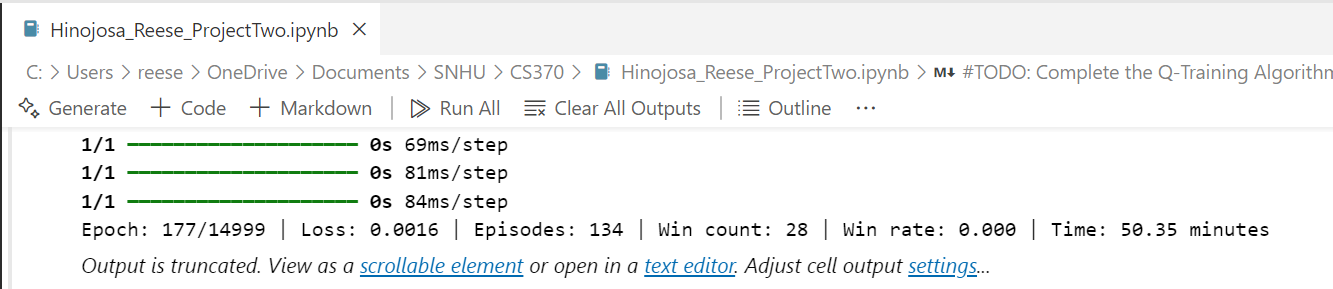 Hinojosa_Reese_ProjectTwo.ipynb ×
C: > Users > reese > OneDrive > Documents > SNHU > CS370 > Hinojosa_Reese_ProjectTwo.ipynb > M↓ #TODO: Complete the Q-Training Algorithm
Generate + Code + Markdown | Run All Clear All Outputs | Outline ...
1/1 ━━━━━━━━━━━━━━━━━━━━ 0s 69ms/step
1/1 ━━━━━━━━━━━━━━━━━━━━ 0s 81ms/step
1/1 ━━━━━━━━━━━━━━━━━━━━ 0s 84ms/step
Epoch: 177/14999 | Loss: 0.0016 | Episodes: 134 | Win count: 28 | Win rate: 0.000 | Time: 50.35 minutes
Output is truncated. View as a scrollable element or open in a text editor. Adjust cell output settings...